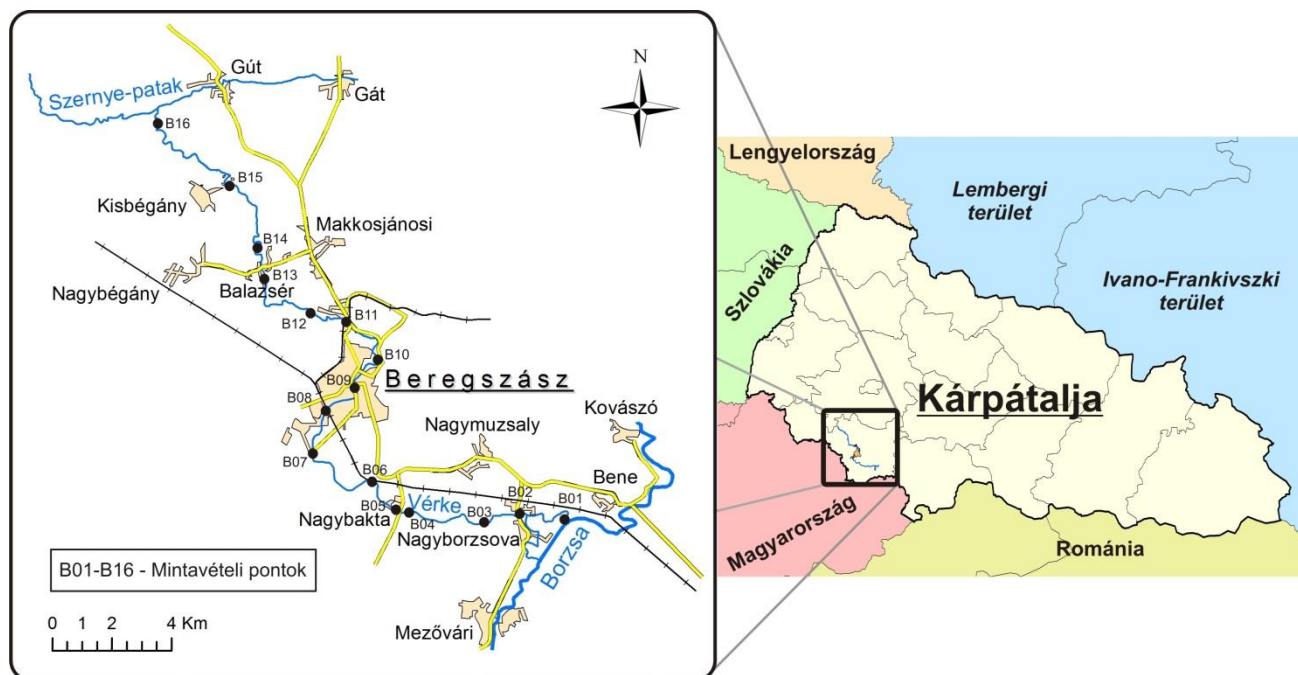 Gút
Gát
N
Szernye-patak
B16
B15
Kisbégány
Makkosjánosi
B14
B13
Nagybégány
Balazsér
B12
B11
B10
B09
Beregszász
B08
Kovászó
Nagymuzsaly
B07
B06
Bene
B05
Vérke
B02
B01
Nagybakta
B04
B03
Nagyborzsova
Borzsa
B01-B16 - Mintavételi pontok
0 1 2 4 Km
Mezővári
Lengyelország
Lembergi
terület
Szlovákia
Ivano-Frankivszki
terület
Kárpátalja
Magyarország
Románia